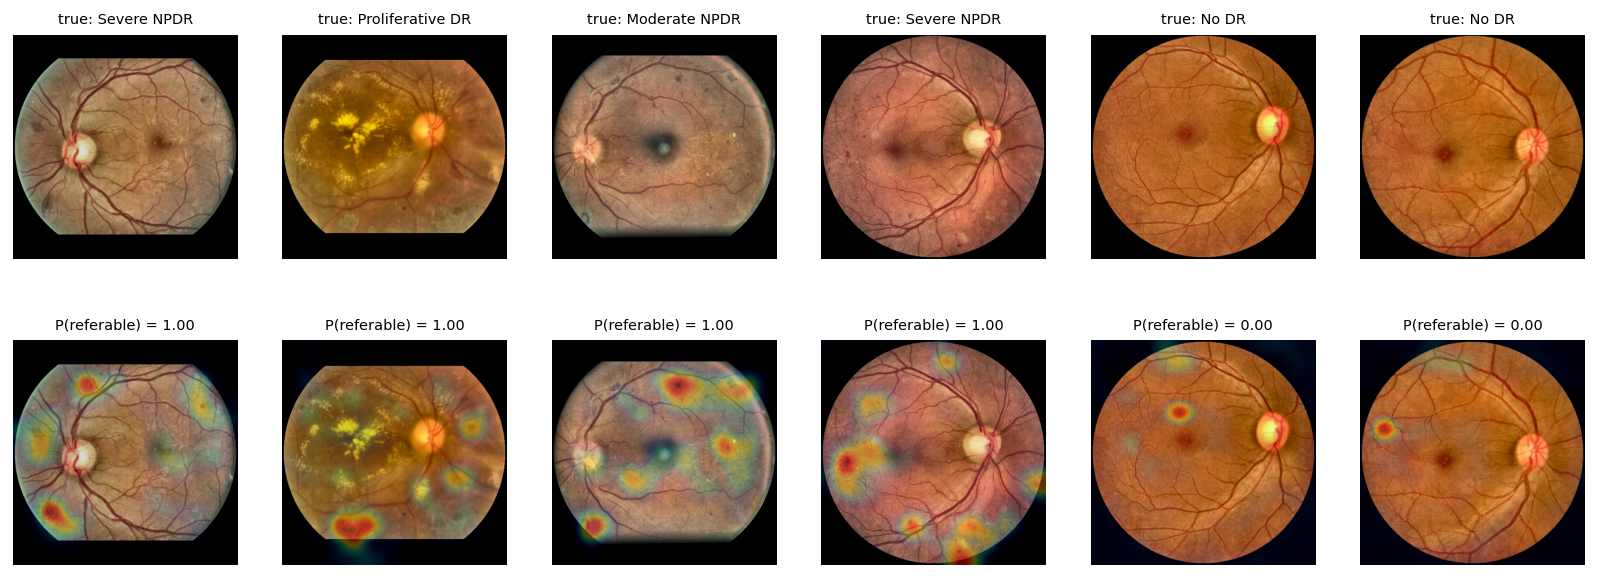 true: Severe NPDR
true: Proliferative DR
true: Moderate NPDR
true: Severe NPDR
true: No DR
true: No DR
P(referable) = 1.00
P(referable) = 1.00
P(referable) = 1.00
P(referable) = 1.00
P(referable) = 0.00
P(referable) = 0.00